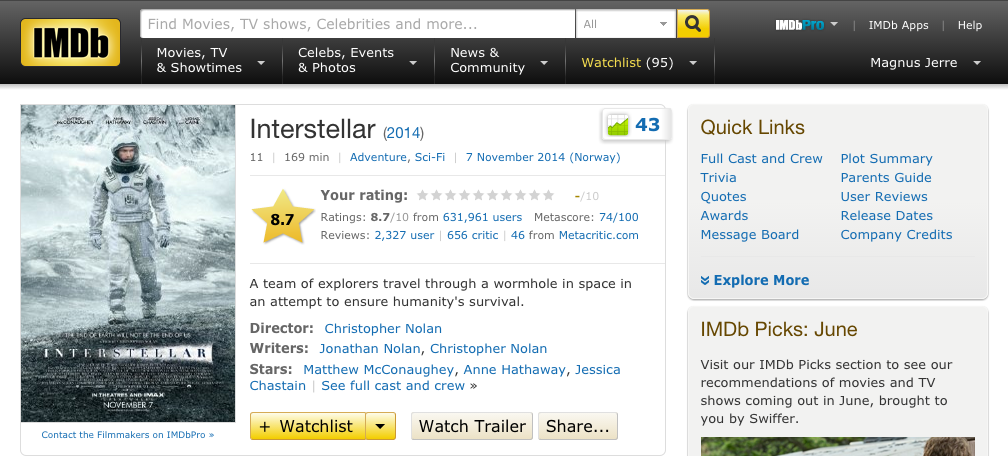 IMDb
Find Movies, TV shows, Celebrities and more...
All
IMDbPro | IMDb Apps | Help
Movies, TV
& Showtimes
Celebs, Events
& Photos
News &
Community
Watchlist (95)
Magnus Jerre
MATTHEW McCONAUGHEY ANNE HATHAWAY JESSICA CHASTAIN MICHAEL CAINE
THE END OF EARTH WILL NOT BE THE END OF US
INTERSTELLAR
IN THEATRES AND IMAX
NOVEMBER 7
Contact the Filmmakers on IMDbPro »
Interstellar (2014)
43
11 | 169 min | Adventure, Sci-Fi | 7 November 2014 (Norway)
8.7
Your rating: -/10
Ratings: 8.7/10 from 631,961 users Metascore: 74/100
Reviews: 2,327 user | 656 critic | 46 from Metacritic.com
A team of explorers travel through a wormhole in space in
an attempt to ensure humanity's survival.
Director: Christopher Nolan
Writers: Jonathan Nolan, Christopher Nolan
Stars: Matthew McConaughey, Anne Hathaway, Jessica
Chastain | See full cast and crew »
+ Watchlist
Watch Trailer
Share...
Quick Links
Full Cast and Crew Plot Summary
Trivia Parents Guide
Quotes User Reviews
Awards Release Dates
Message Board Company Credits
Explore More
IMDb Picks: June
Visit our IMDb Picks section to see our
recommendations of movies and TV
shows coming out in June, brought to
you by Swiffer.